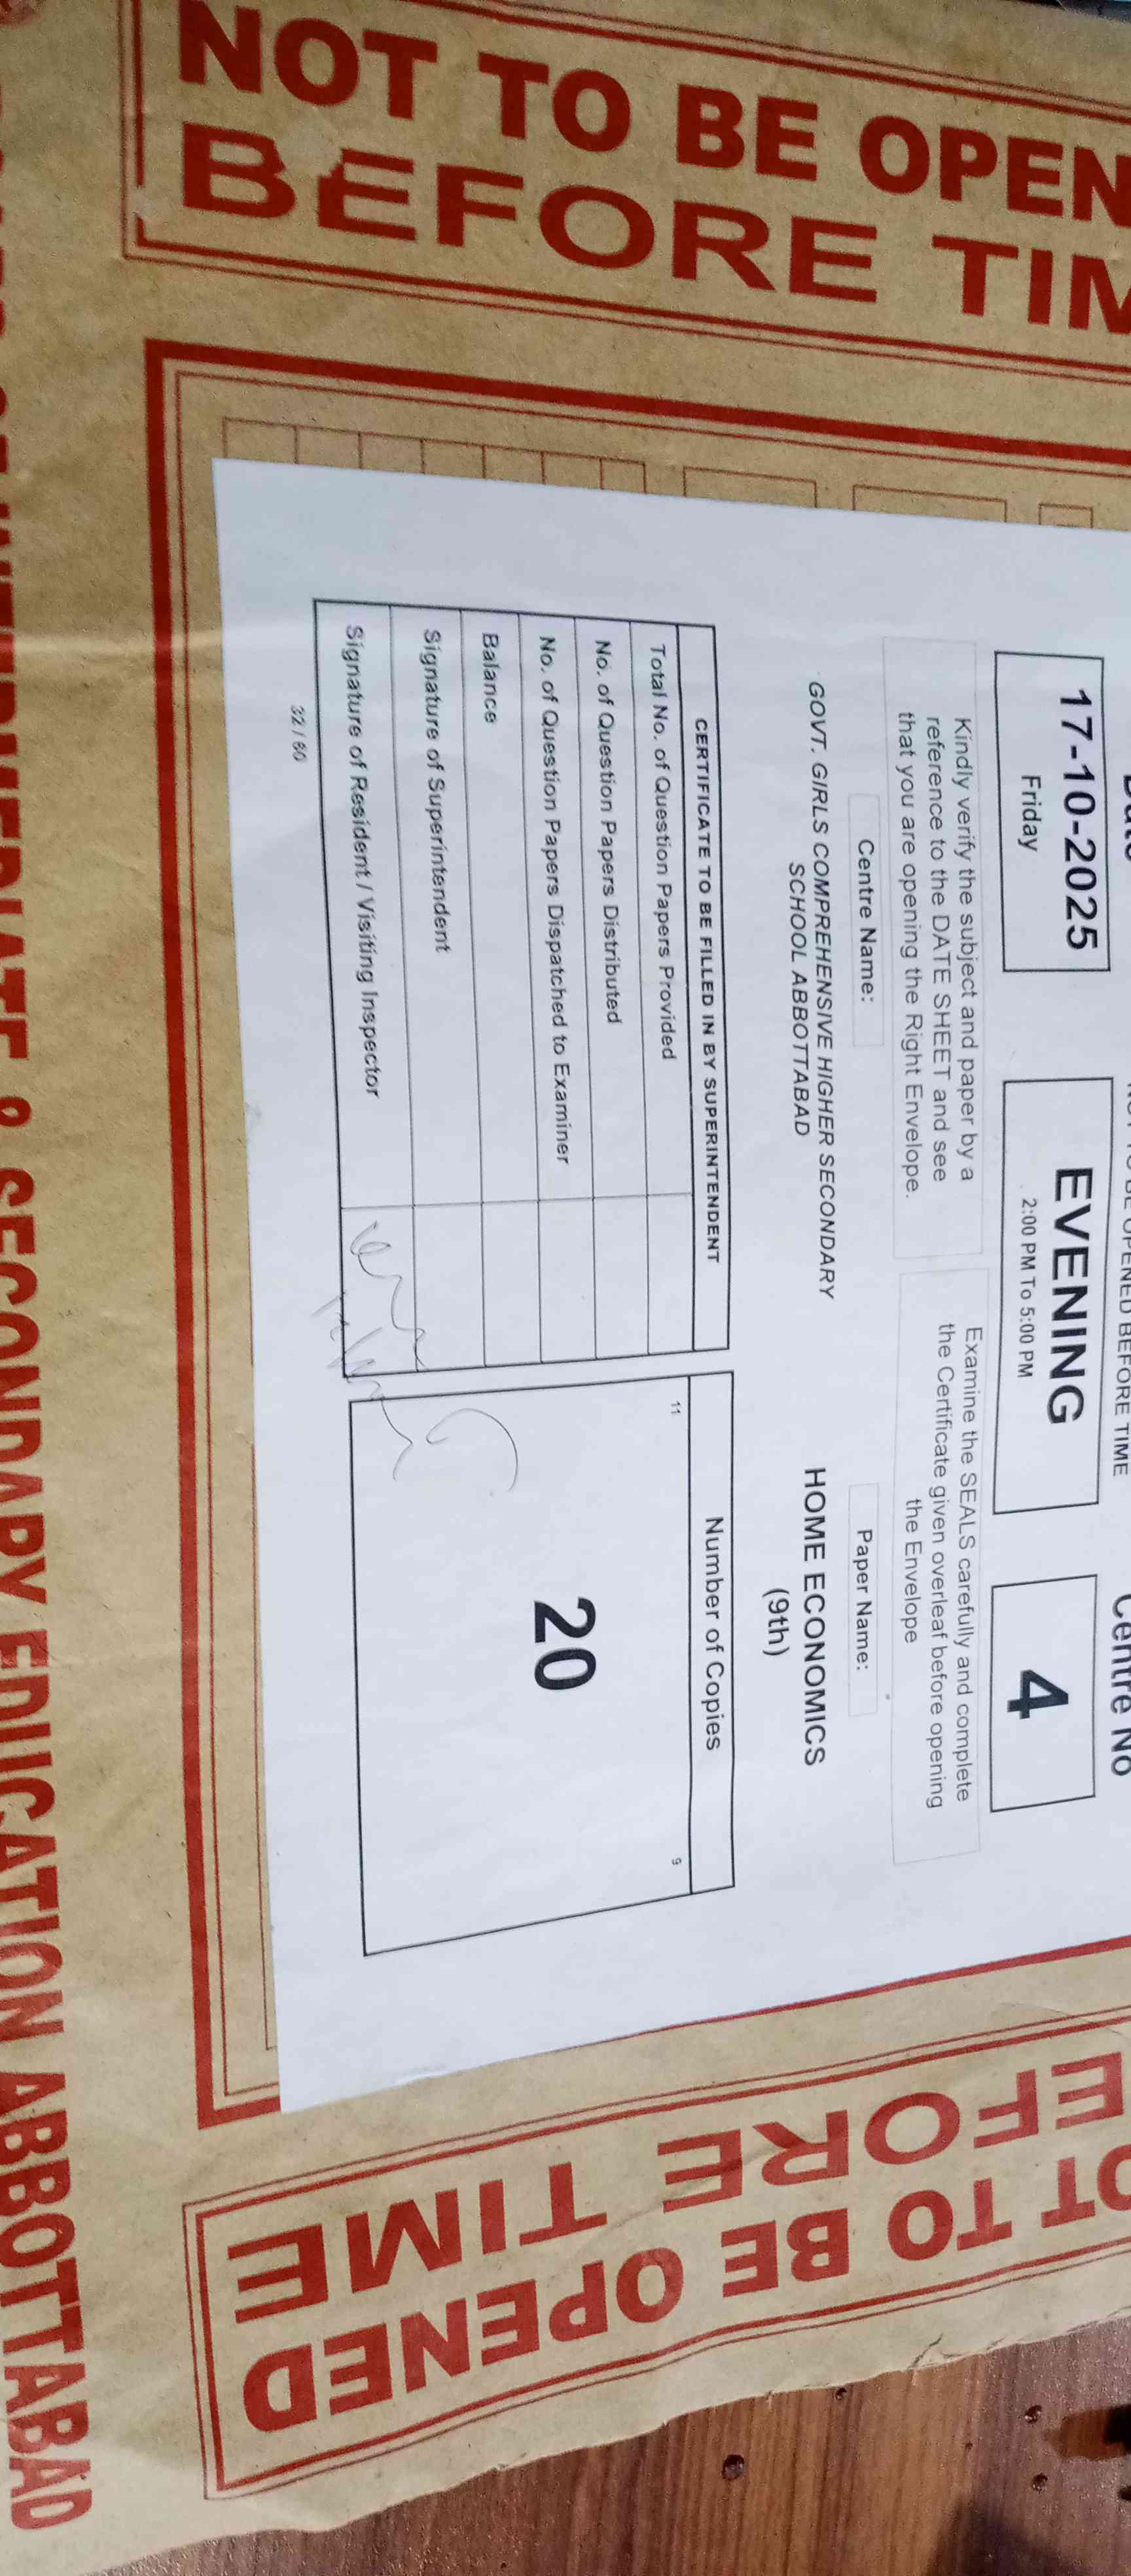 NOT TO BE OPEN
BEFORE TIM
NOT TO BE OPENED BEFORE TIME
Centre No
17-10-2025
Friday
EVENING
2:00 PM To 5:00 PM
4
Kindly verify the subject and paper by a
reference to the DATE SHEET and see
that you are opening the Right Envelope.
Examine the SEALS carefully and complete
the Certificate given overleaf before opening
the Envelope
Centre Name:
Paper Name:
GOVT. GIRLS COMPREHENSIVE HIGHER SECONDARY
SCHOOL ABBOTTABAD
HOME ECONOMICS
(9th)
CERTIFICATE TO BE FILLED IN BY SUPERINTENDENT
Total No. of Question Papers Provided
No. of Question Papers Distributed
No. of Question Papers Dispatched to Examiner
Balance
Signature of Superintendent
Signature of Resident / Visiting Inspector
Number of Copies
11
9
20
32 / 60
OT TO BE OPENED
EFORE TIME
INTERMEDIATE & SECONDARY EDUCATION ABBOTTABAD